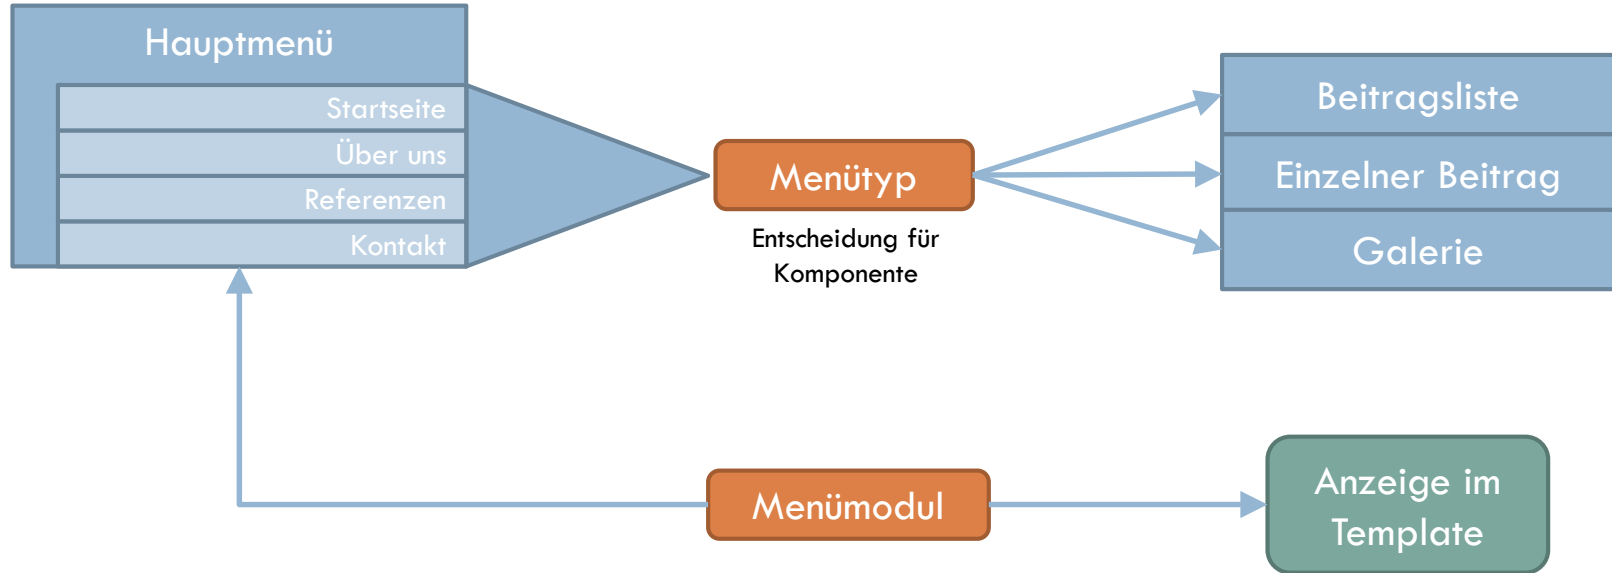 Hauptmenü
Startseite
Über uns
Referenzen
Kontakt
Menütyp
Entscheidung für
Komponente
Beitragsliste
Einzelner Beitrag
Galerie
Menümodul
Anzeige im
Template